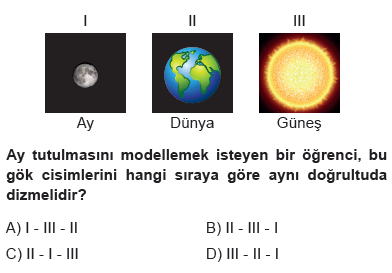 I II III
Ay Dünya Güneş
Ay tutulmasını modellemek isteyen bir öğrenci, bu
gök cisimlerini hangi sıraya göre aynı doğrultuda
dizmelidir?
A) I - III - II B) II - III - I
C) II - I - III D) III - II - I